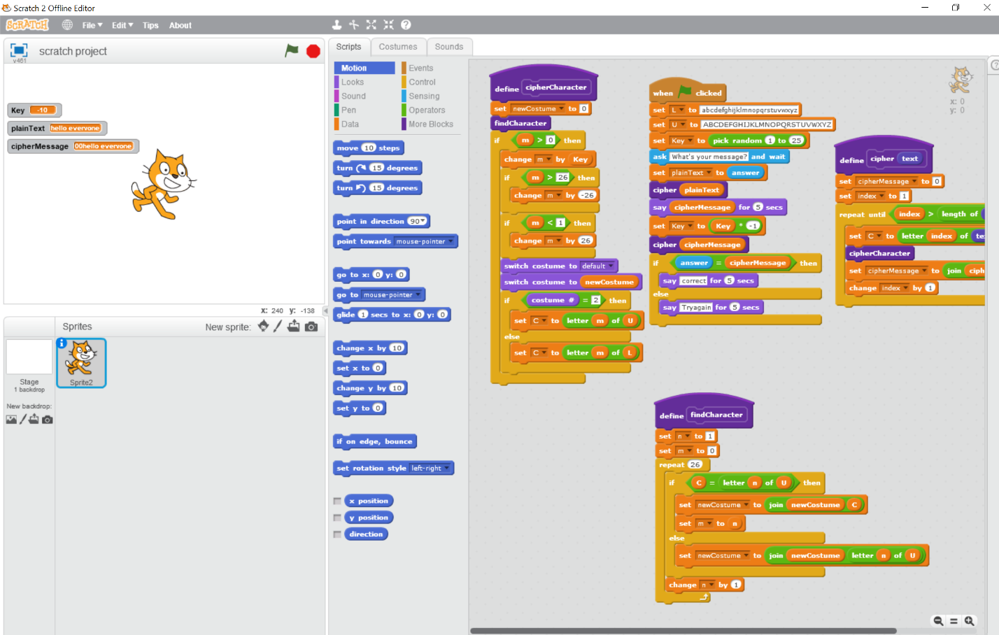 Scratch 2 Offline Editor
SCRATCH File Edit Tips About
scratch project
v461
Key -10
plainText hello everyone
cipherMessage 00hello everyone
x: 240 y: -138
Sprites New sprite:
Sprite2
Stage
1 backdrop
New backdrop:
Scripts Costumes Sounds
Motion Events
Looks Control
Sound Sensing
Pen Operators
Data More Blocks
move 10 steps
turn 15 degrees
turn 15 degrees
point in direction 90
point towards mouse-pointer
go to x: 0 y: 0
go to mouse-pointer
glide 1 secs to x: 0 y: 0
change x by 10
set x to 0
change y by 10
set y to 0
if on edge, bounce
set rotation style left-right
x position
y position
direction
define cipherCharacter
set newCostume to 0
findCharacter
if m > 0 then
change m by Key
if m > 26 then
change m by -26
if m < 1 then
change m by 26
switch costume to default
switch costume to newCostume
if costume # = 2 then
set C to letter m of U
else
set C to letter m of L
when clicked
set L to abcdefghijklmnopqrstuvwxyz
set U to ABCDEFGHIJKLMNOPQRSTUVWXYZ
set Key to pick random 1 to 25
ask What's your message? and wait
set plainText to answer
cipher plainText
say cipherMessage for 5 secs
set Key to Key * -1
cipher cipherMessage
if answer = cipherMessage then
say correct for 5 secs
else
say Tryagain for 5 secs
x: 0
y: 0
define cipher text
set cipherMessage to 0
set index to 1
repeat until index > length of
set C to letter index of te
cipherCharacter
set cipherMessage to join ciph
change index by 1
define findCharacter
set n to 1
set m to 0
repeat 26
if C = letter n of U then
set newCostume to join newCostume C
set m to n
else
set newCostume to join newCostume letter n of U
change n by 1